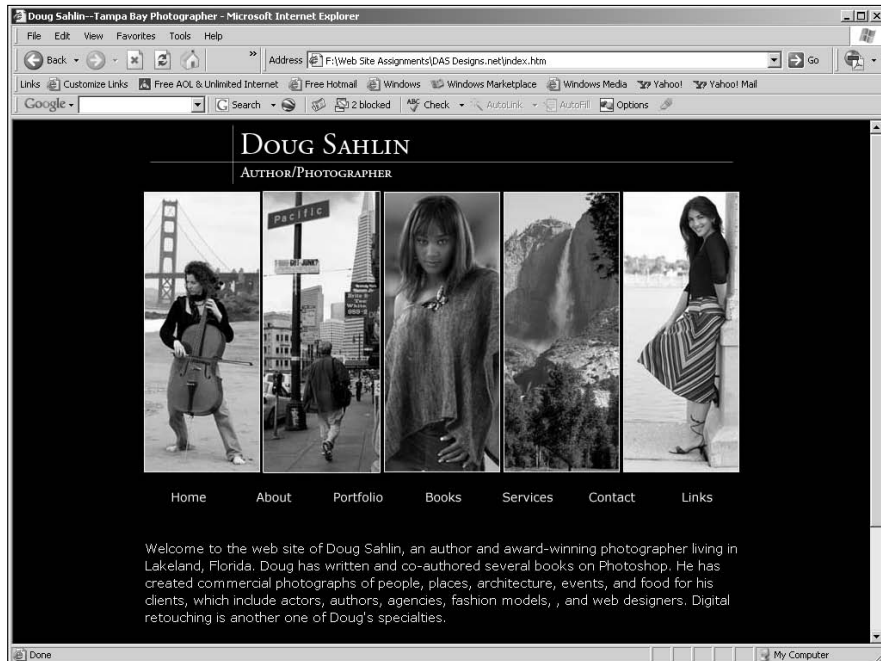 Doug Sahlin--Tampa Bay Photographer - Microsoft Internet Explorer
File Edit View Favorites Tools Help
Back » Address F:\Web Site Assignments\DAS Designs.net\index.htm Go
Links Customize Links Free AOL & Unlimited Internet Free Hotmail Windows Windows Marketplace Windows Media Yahoo! Yahoo! Mail
Google Search 2 blocked ABC Check AutoLink AutoFill Options
Doug Sahlin
Author/Photographer
Pacific
Home About Portfolio Books Services Contact Links
Welcome to the web site of Doug Sahlin, an author and award-winning photographer living in
Lakeland, Florida. Doug has written and co-authored several books on Photoshop. He has
created commercial photographs of people, places, architecture, events, and food for his
clients, which include actors, authors, agencies, fashion models, , and web designers. Digital
retouching is another one of Doug's specialties.
Done My Computer